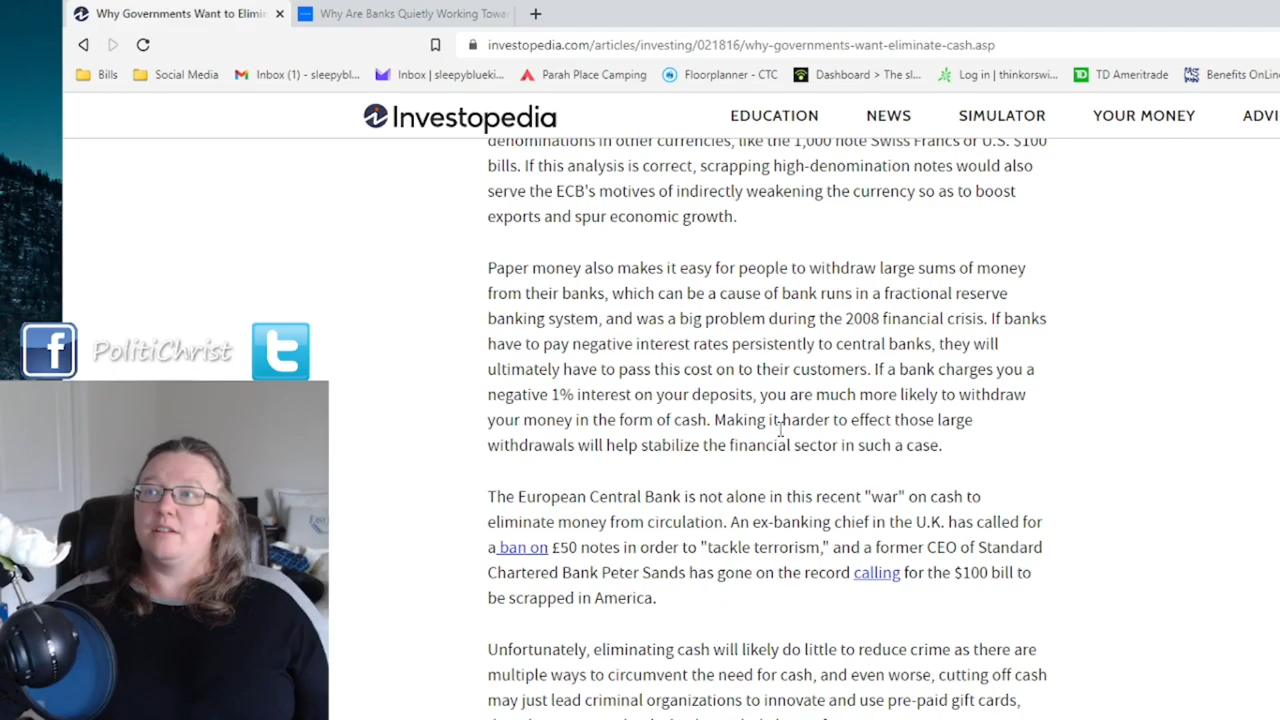 Why Governments Want to Elimi
Why Are Banks Quietly Working Towa
investopedia.com/articles/investing/021816/why-governments-want-eliminate-cash.asp
Bills
Social Media
Inbox (1) - sleepybl...
Inbox | sleepyblueki...
Parah Place Camping
Floorplanner - CTC
Dashboard > The sl...
Log in | thinkorswi...
TD Ameritrade
Benefits OnLin
Investopedia
EDUCATION
NEWS
SIMULATOR
YOUR MONEY
ADVI
denominations in other currencies, like the 1,000 note Swiss Francs or U.S. $100
bills. If this analysis is correct, scrapping high-denomination notes would also
serve the ECB's motives of indirectly weakening the currency so as to boost
exports and spur economic growth.
Paper money also makes it easy for people to withdraw large sums of money
from their banks, which can be a cause of bank runs in a fractional reserve
banking system, and was a big problem during the 2008 financial crisis. If banks
have to pay negative interest rates persistently to central banks, they will
ultimately have to pass this cost on to their customers. If a bank charges you a
negative 1% interest on your deposits, you are much more likely to withdraw
your money in the form of cash. Making it harder to effect those large
withdrawals will help stabilize the financial sector in such a case.
The European Central Bank is not alone in this recent "war" on cash to
eliminate money from circulation. An ex-banking chief in the U.K. has called for
a ban on £50 notes in order to "tackle terrorism," and a former CEO of Standard
Chartered Bank Peter Sands has gone on the record calling for the $100 bill to
be scrapped in America.
Unfortunately, eliminating cash will likely do little to reduce crime as there are
multiple ways to circumvent the need for cash, and even worse, cutting off cash
may just lead criminal organizations to innovate and use pre-paid gift cards,
f
PolitiChrist
t